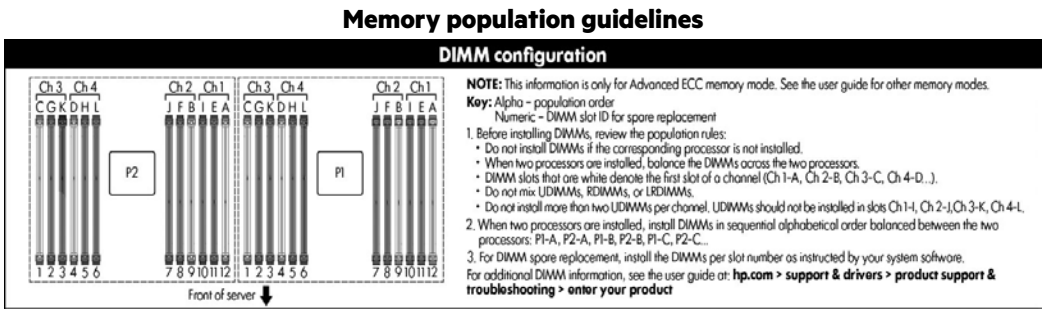 Memory population guidelines
DIMM configuration
Ch 3 Ch 4 Ch 2 Ch 1 Ch 3 Ch 4 Ch 2 Ch 1
C G K D H L J F B I E A C G K D H L J F B I E A
P2 P1
1 2 3 4 5 6 7 8 9 10 11 12 1 2 3 4 5 6 7 8 9 10 11 12
Front of server
NOTE: This information is only for Advanced ECC memory mode. See the user guide for other memory modes.
Key: Alpha – population order
Numeric – DIMM slot ID for spare replacement
1. Before installing DIMMs, review the population rules:
• Do not install DIMMs if the corresponding processor is not installed.
• When two processors are installed, balance the DIMMs across the two processors.
• DIMM slots that are white denote the first slot of a channel (Ch 1-A, Ch 2-B, Ch 3-C, Ch 4-D...).
• Do not mix UDIMMs, RDIMMs, or LRDIMMs.
• Do not install more than two UDIMMs per channel. UDIMMs should not be installed in slots Ch 1-I, Ch 2-J,Ch 3-K, Ch 4-L.
2. When two processors are installed, install DIMMs in sequential alphabetical order balanced between the two
processors: P1-A, P2-A, P1-B, P2-B, P1-C, P2-C...
3. For DIMM spare replacement, install the DIMMs per slot number as instructed by your system software.
For additional DIMM information, see the user guide at: hp.com > support & drivers > product support &
troubleshooting > enter your product